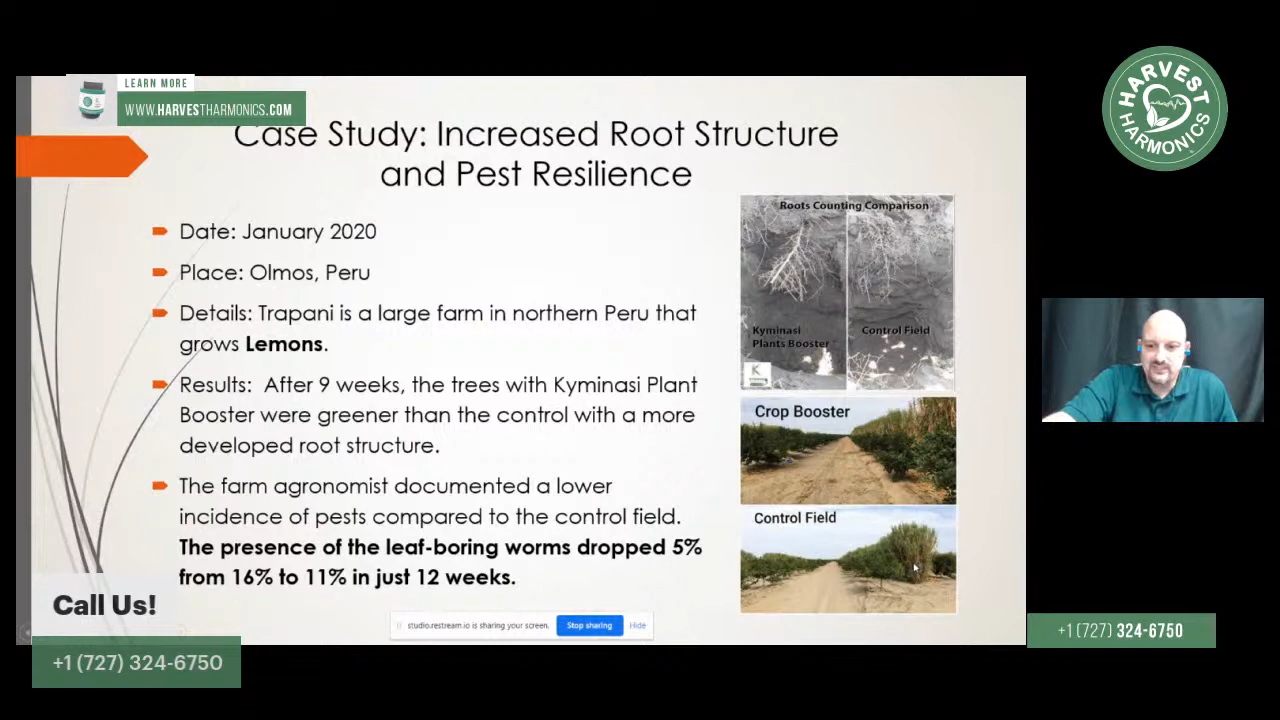 LEARN MORE
WWW.HARVESTHARMONICS.COM
HARVEST
HARMONICS
Case Study: Increased Root Structure
and Pest Resilience
Date: January 2020
Place: Olmos, Peru
Details: Trapani is a large farm in northern Peru that
grows Lemons.
Results: After 9 weeks, the trees with Kyminasi Plant
Booster were greener than the control with a more
developed root structure.
The farm agronomist documented a lower
incidence of pests compared to the control field.
The presence of the leaf-boring worms dropped 5%
from 16% to 11% in just 12 weeks.
Roots Counting Comparison
Kyminasi
Plants Booster
Control Field
K
Crop Booster
Control Field
Call Us!
+1 (727) 324-6750
studio.restream.io is sharing your screen.
Stop sharing
Hide
+1 (727) 324-6750